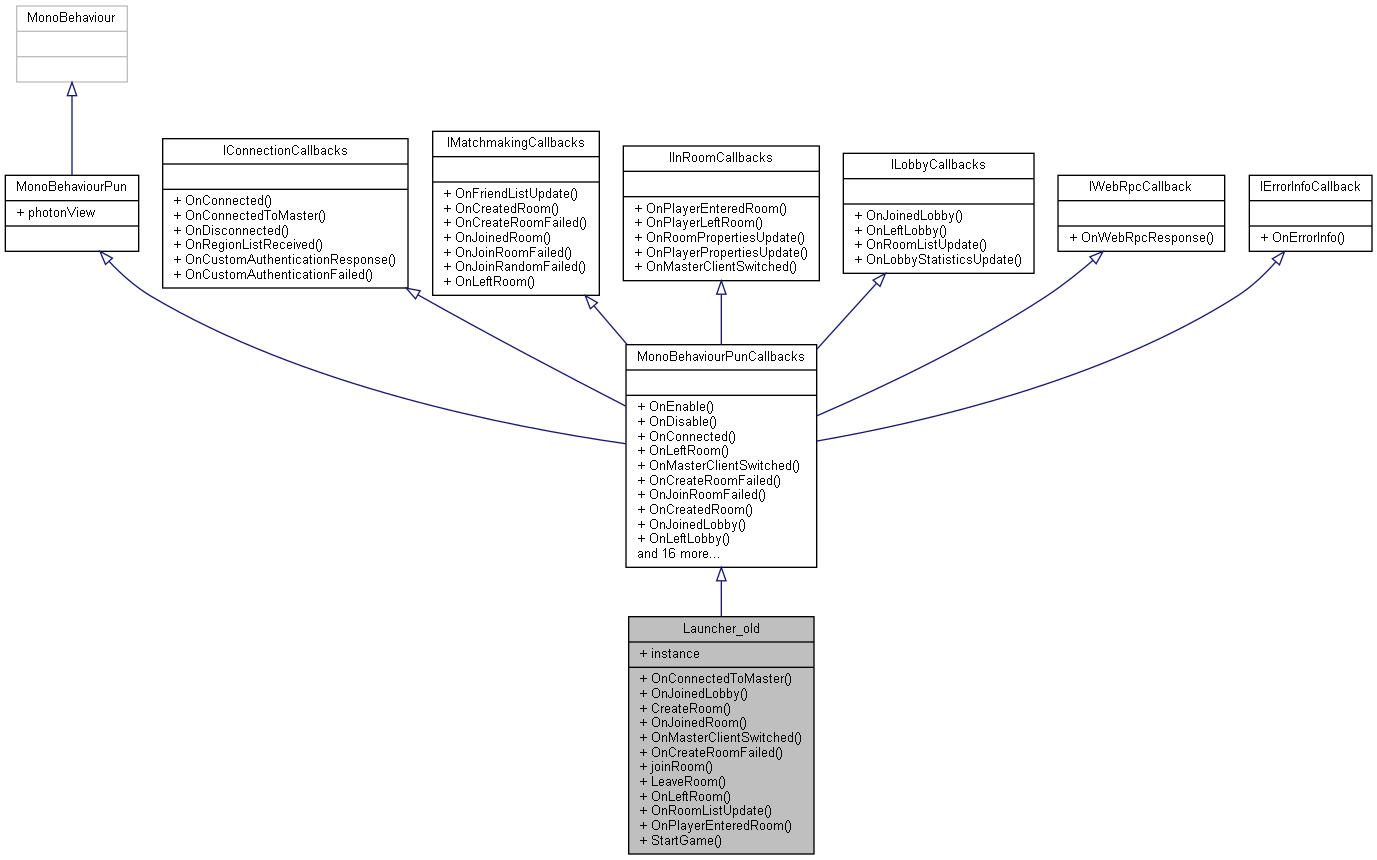 MonoBehaviour
MonoBehaviourPun
+ photonView
IConnectionCallbacks
+ OnConnected()
+ OnConnectedToMaster()
+ OnDisconnected()
+ OnRegionListReceived()
+ OnCustomAuthenticationResponse()
+ OnCustomAuthenticationFailed()
IMatchmakingCallbacks
+ OnFriendListUpdate()
+ OnCreatedRoom()
+ OnCreateRoomFailed()
+ OnJoinedRoom()
+ OnJoinRoomFailed()
+ OnJoinRandomFailed()
+ OnLeftRoom()
IInRoomCallbacks
+ OnPlayerEnteredRoom()
+ OnPlayerLeftRoom()
+ OnRoomPropertiesUpdate()
+ OnPlayerPropertiesUpdate()
+ OnMasterClientSwitched()
ILobbyCallbacks
+ OnJoinedLobby()
+ OnLeftLobby()
+ OnRoomListUpdate()
+ OnLobbyStatisticsUpdate()
IWebRpcCallback
+ OnWebRpcResponse()
IErrorInfoCallback
+ OnErrorInfo()
MonoBehaviourPunCallbacks
+ OnEnable()
+ OnDisable()
+ OnConnected()
+ OnLeftRoom()
+ OnMasterClientSwitched()
+ OnCreateRoomFailed()
+ OnJoinRoomFailed()
+ OnCreatedRoom()
+ OnJoinedLobby()
+ OnLeftLobby()
and 16 more...
Launcher_old
+ instance
+ OnConnectedToMaster()
+ OnJoinedLobby()
+ CreateRoom()
+ OnJoinedRoom()
+ OnMasterClientSwitched()
+ OnCreateRoomFailed()
+ joinRoom()
+ LeaveRoom()
+ OnLeftRoom()
+ OnRoomListUpdate()
+ OnPlayerEnteredRoom()
+ StartGame()